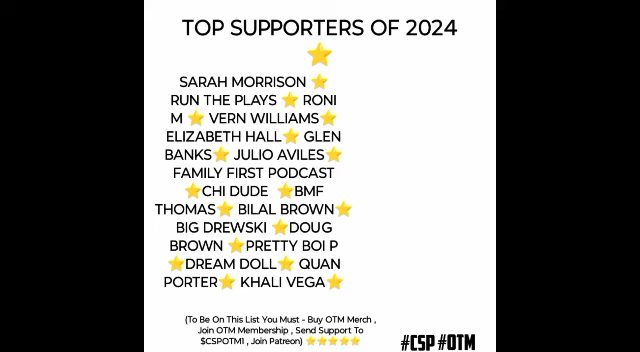 TOP SUPPORTERS OF 2024
⭐
SARAH MORRISON ⭐
RUN THE PLAYS ⭐ RONI
M ⭐ VERN WILLIAMS⭐
ELIZABETH HALL⭐ GLEN
BANKS⭐ JULIO AVILES⭐
FAMILY FIRST PODCAST
⭐CHI DUDE ⭐BMF
THOMAS⭐ BILAL BROWN⭐
BIG DREWSKI ⭐DOUG
BROWN ⭐PRETTY BOI P
⭐DREAM DOLL⭐ QUAN
PORTER⭐ KHALI VEGA⭐
(To Be On This List You Must - Buy OTM Merch ,
Join OTM Membership , Send Support To
$CSPOTM1 , Join Patreon) ⭐⭐⭐⭐⭐
#CSP #OTM